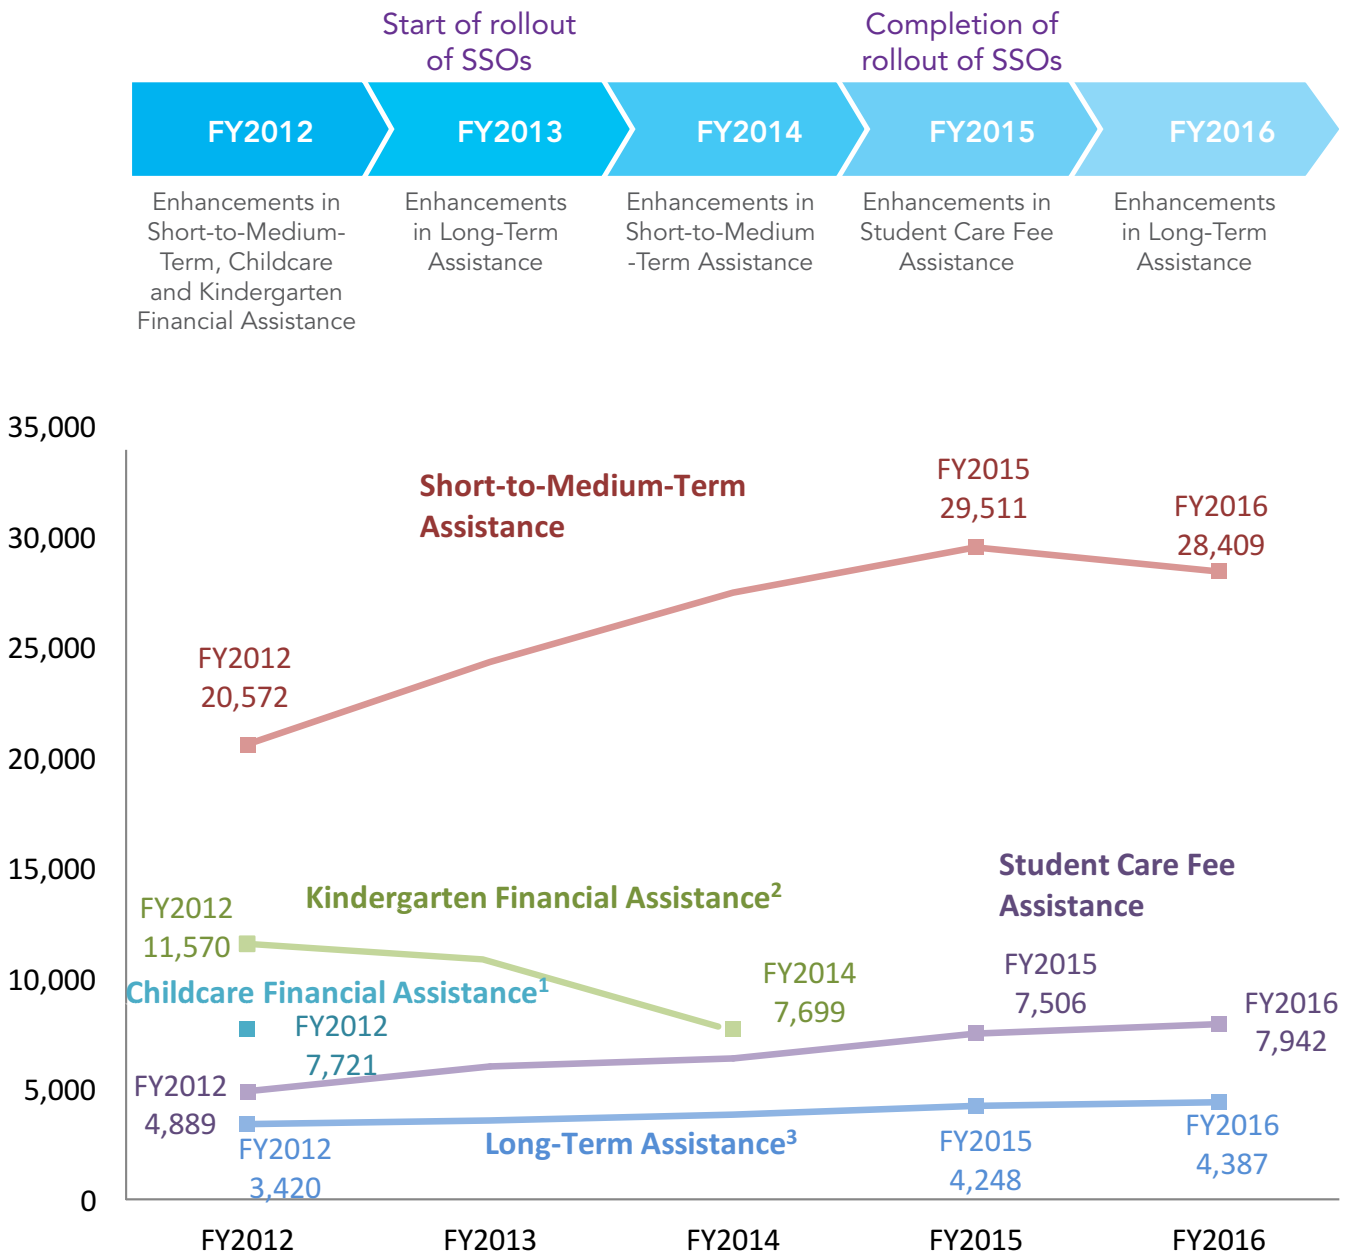 Start of rollout
of SSOs
Completion of
rollout of SSOs
FY2012
FY2013
FY2014
FY2015
FY2016
Enhancements in
Short-to-Medium-
Term, Childcare
and Kindergarten
Financial Assistance
Enhancements
in Long-Term
Assistance
Enhancements in
Short-to-Medium
-Term Assistance
Enhancements in
Student Care Fee
Assistance
Enhancements
in Long-Term
Assistance
35,000
30,000
25,000
20,000
15,000
10,000
5,000
0
Short-to-Medium-Term
Assistance
FY2012
20,572
FY2015
29,511
FY2016
28,409
Kindergarten Financial Assistance²
FY2012
11,570
FY2014
7,699
Childcare Financial Assistance¹
FY2012
7,721
Student Care Fee
Assistance
FY2012
4,889
FY2015
7,506
FY2016
7,942
Long-Term Assistance³
FY2012
3,420
FY2015
4,248
FY2016
4,387
FY2012
FY2013
FY2014
FY2015
FY2016